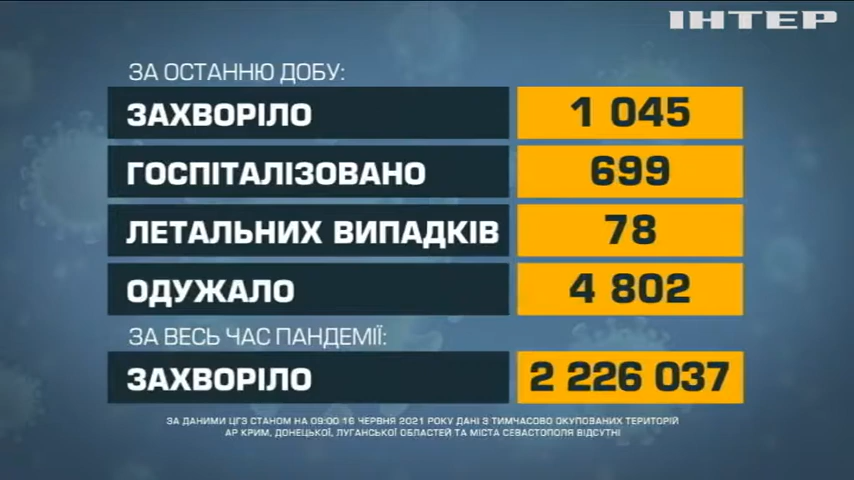 ІНТЕР
ЗА ОСТАННЮ ДОБУ:
ЗАХВОРІЛО 1 045
ГОСПІТАЛІЗОВАНО 699
ЛЕТАЛЬНИХ ВИПАДКІВ 78
ОДУЖАЛО 4 802
ЗА ВЕСЬ ЧАС ПАНДЕМІЇ:
ЗАХВОРІЛО 2 226 037
ЗА ДАНИМИ ЦГЗ СТАНОМ НА 09:00 16 ЧЕРВНЯ 2021 РОКУ ДАНІ З ТИМЧАСОВО ОКУПОВАНИХ ТЕРИТОРІЙ
АР КРИМ, ДОНЕЦЬКОЇ, ЛУГАНСЬКОЇ ОБЛАСТЕЙ ТА МІСТА СЕВАСТОПОЛЯ ВІДСУТНІ